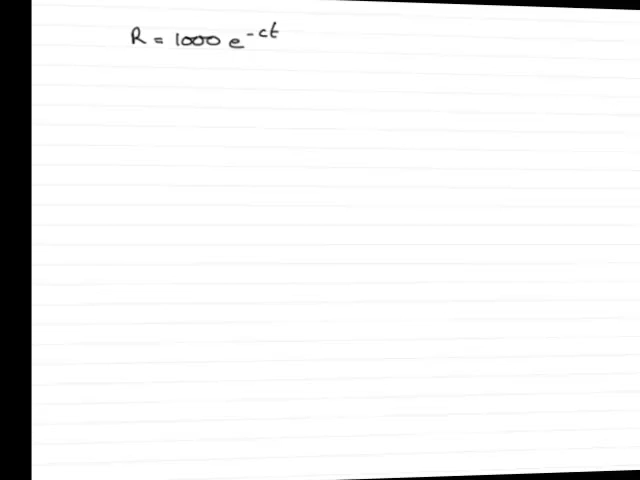 R = 1000 e^{-ct}